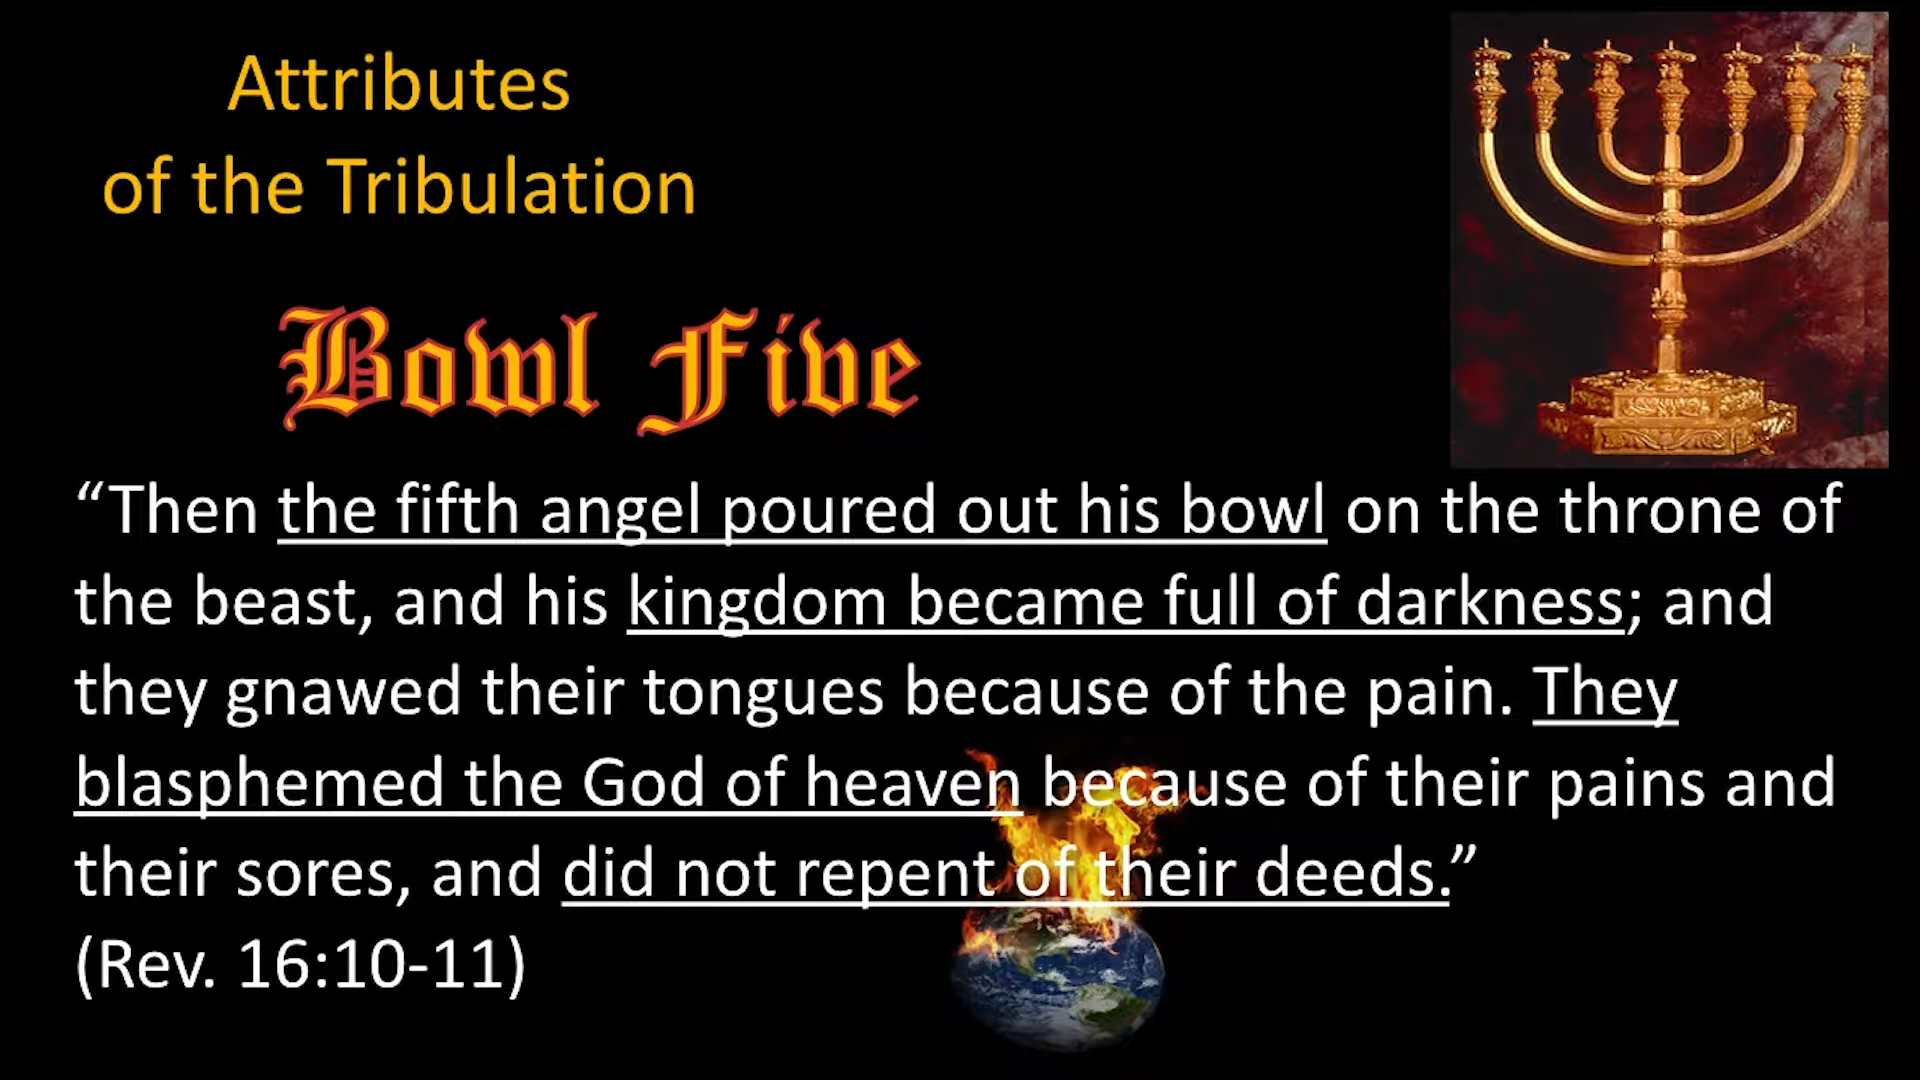 Attributes
of the Tribulation
Bowl Five
“Then the fifth angel poured out his bowl on the throne of
the beast, and his kingdom became full of darkness; and
they gnawed their tongues because of the pain. They
blasphemed the God of heaven because of their pains and
their sores, and did not repent of their deeds.”
(Rev. 16:10-11)